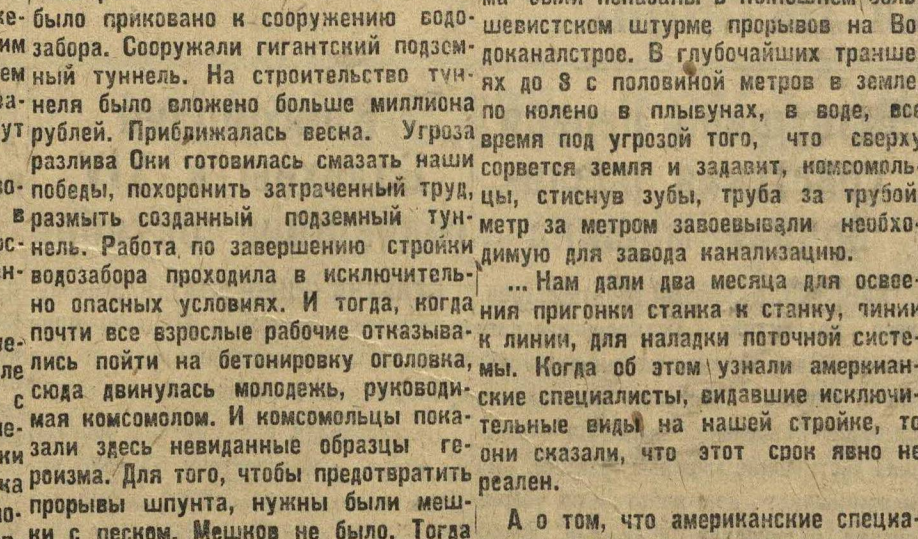 было приковано к сооружению водо-
забора. Сооружали гигантский подзем-
ный туннель. На строительство тун-
неля было вложено больше миллиона
рублей. Приближалась весна. Угроза
разлива Оки готовилась смазать наши
победы, похоронить затраченный труд,
размыть созданный подземный тун-
нель. Работа по завершению стройки
водозабора проходила в исключитель-
но опасных условиях. И тогда, когда
почти все взрослые рабочие отказыва-
лись пойти на бетонировку оголовка,
сюда двинулась молодежь, руководи-
мая комсомолом. И комсомольцы пока-
зали здесь невиданные образцы ге-
роизма. Для того, чтобы предотвратить
прорывы шпунта, нужны были меш-
ки с песком. Мешков не было. Тогда
шевистском штурме прорывов на Во
доканалстрое. В глубочайших транше
ях до 8 с половиной метров в земле
по колено в плывунах, в воде, все
время под угрозой того, что сверху
сорвется земля и задавит, комсомоль-
цы, стиснув зубы, труба за трубой
метр за метром завоевывали необхо-
димую для завода канализацию.
... Нам дали два месяца для освое-
ния пригонки станка к станку, линии
к линии, для наладки поточной систе-
мы. Когда об этом узнали американ-
ские специалисты, видавшие исключи-
тельные виды на нашей стройке, то
они сказали, что этот срок явно не
реален.
А о том, что американские специа-